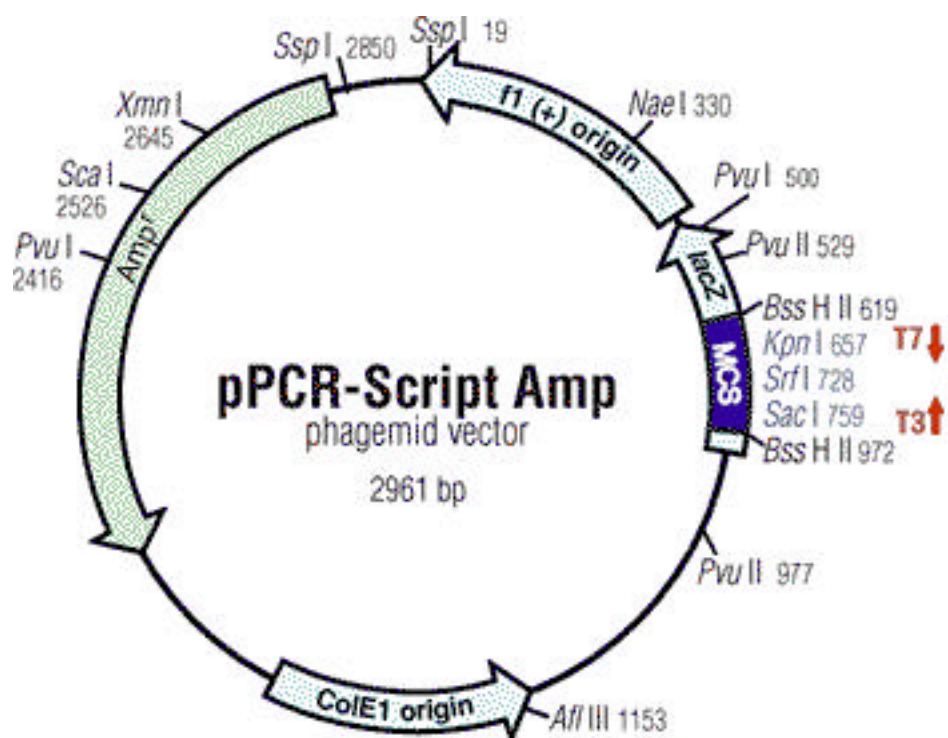 Ssp I 2850
Ssp I 19
Xmn I
2645
Nae I 330
f1 (+) origin
Sca I
2526
Pvu I 500
Pvu I
2416
Ampr
Pvu II 529
lacZ
Bss H II 619
Kpn I 657
T7
MCS
Srf I 728
Sac I 759
T3
Bss H II 972
pPCR-Script Amp
phagemid vector
2961 bp
Pvu II 977
ColE1 origin
Afl III 1153